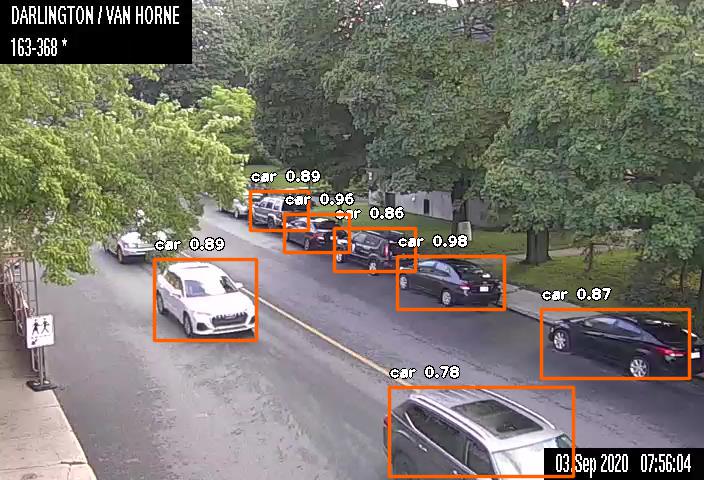 DARLINGTON / VAN HORNE
163-368 *
car 0.89
car 0.96
car 0.86
car 0.98
car 0.89
car 0.87
car 0.78
03. Sep 2020 07:56:04